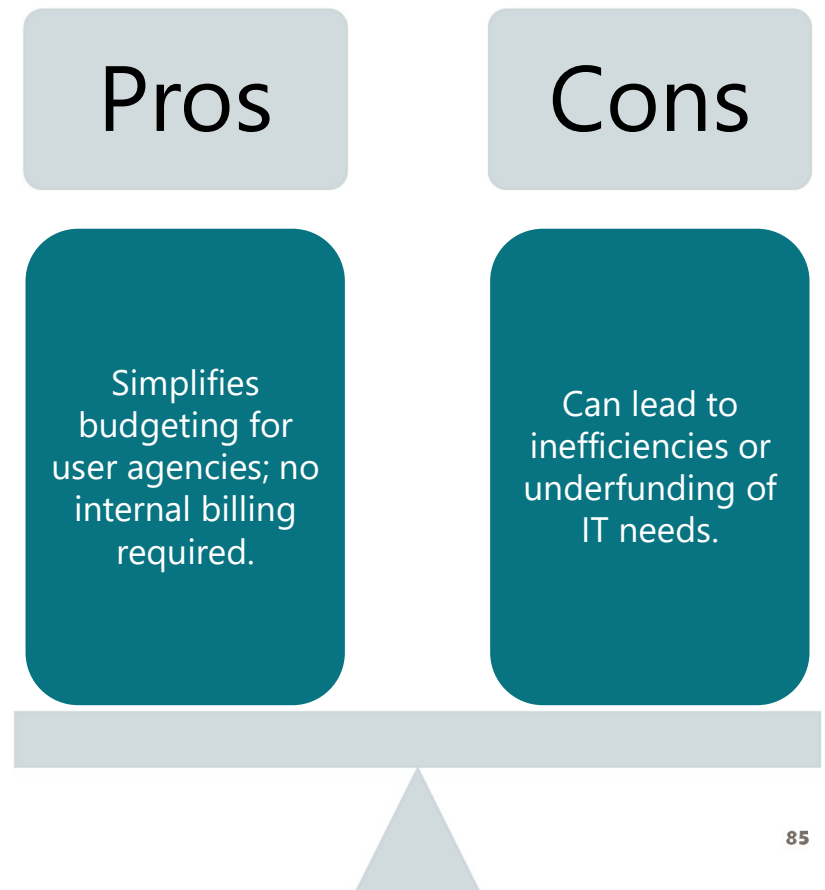 Pros
Cons
Simplifies
budgeting for
user agencies; no
internal billing
required.
Can lead to
inefficiencies or
underfunding of
IT needs.
85